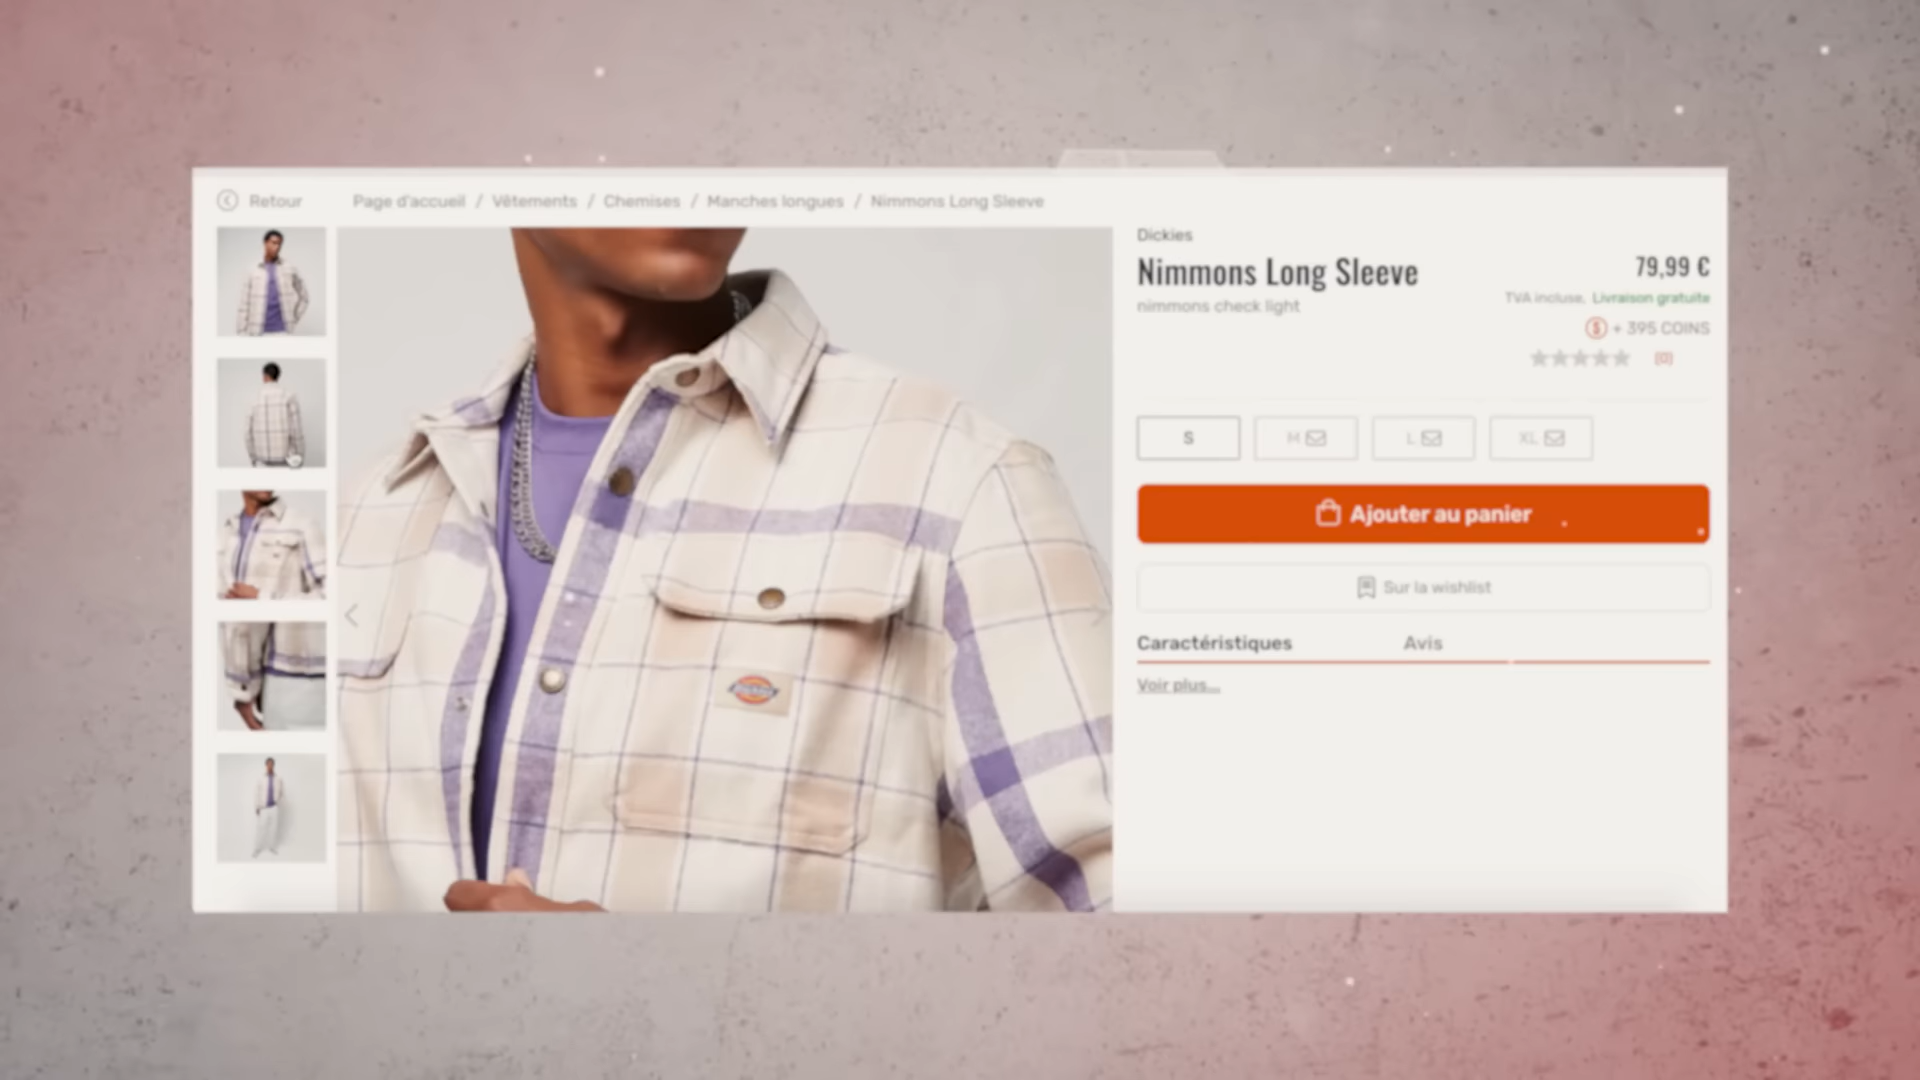 Retour
Page d'accueil / Vêtements / Chemises / Manches longues / Nimmons Long Sleeve
Dickies
Nimmons Long Sleeve
79,99 €
nimmons check light
TVA incluse, Livraison gratuite
$ + 395 COINS
(0)
S M L XL
Ajouter au panier
Sur la wishlist
Caractéristiques Avis
Voir plus...
Dickies